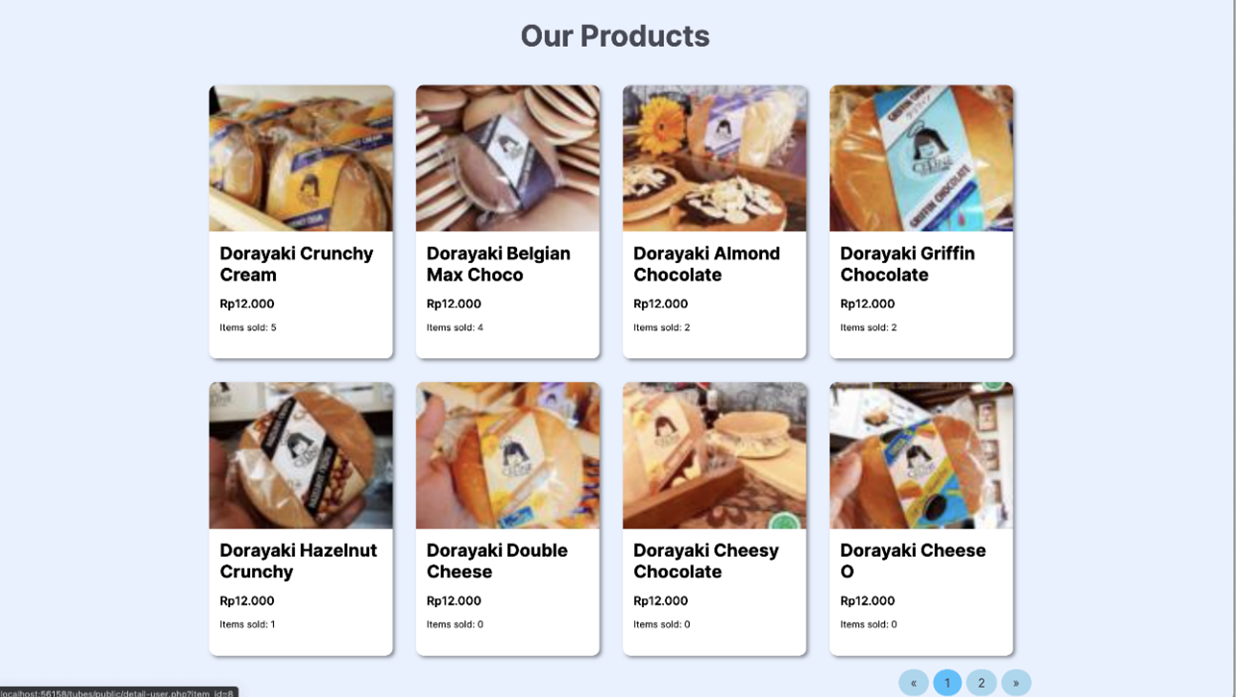 Our Products
GRIFFIN CHOCOLATE
Dorayaki Crunchy
Cream
Rp12.000
Items sold: 5
Dorayaki Belgian
Max Choco
Rp12.000
Items sold: 4
Dorayaki Almond
Chocolate
Rp12.000
Items sold: 2
Dorayaki Griffin
Chocolate
Rp12.000
Items sold: 2
Dorayaki Hazelnut
Crunchy
Rp12.000
Items sold: 1
Dorayaki Double
Cheese
Rp12.000
Items sold: 0
Dorayaki Cheesy
Chocolate
Rp12.000
Items sold: 0
Dorayaki Cheese
O
Rp12.000
Items sold: 0
« 1 2 »
localhost:56158/tubes/public/detail-user.php?item_id=6